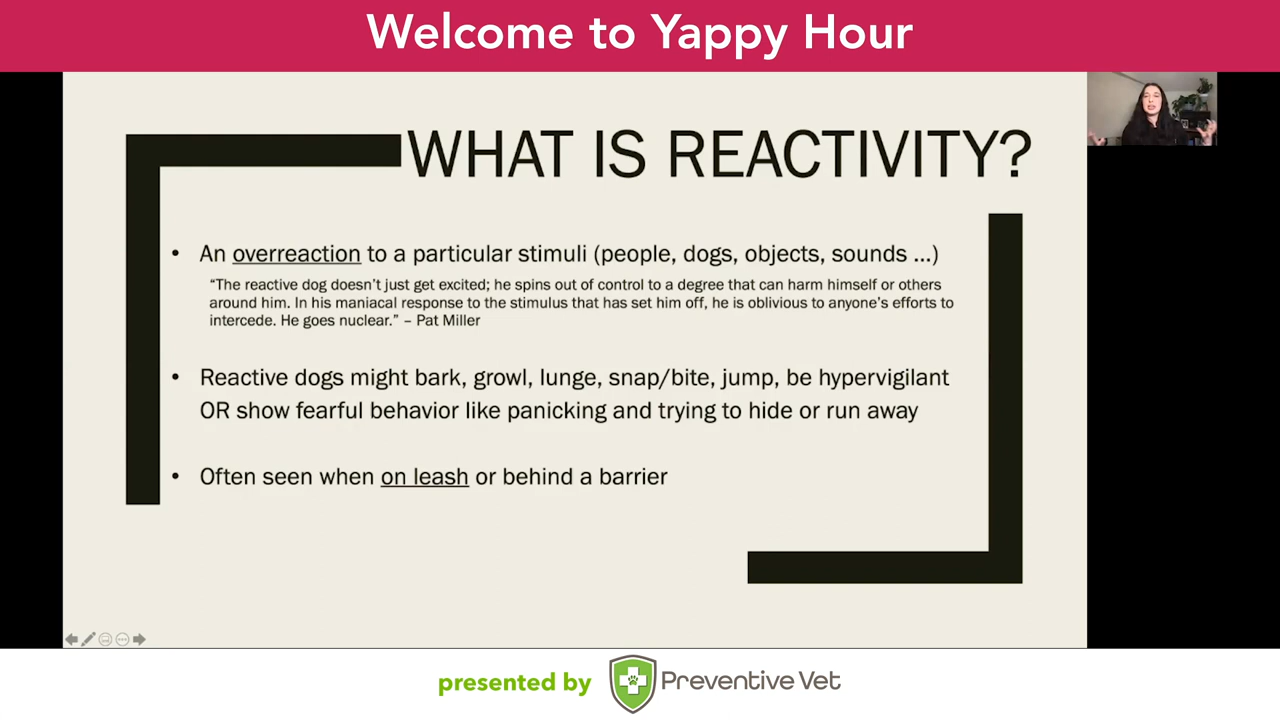 Welcome to Yappy Hour
WHAT IS REACTIVITY?
• An overreaction to a particular stimuli (people, dogs, objects, sounds ...)
“The reactive dog doesn’t just get excited; he spins out of control to a degree that can harm himself or others
around him. In his maniacal response to the stimulus that has set him off, he is oblivious to anyone’s efforts to
intercede. He goes nuclear.” – Pat Miller
• Reactive dogs might bark, growl, lunge, snap/bite, jump, be hypervigilant
OR show fearful behavior like panicking and trying to hide or run away
• Often seen when on leash or behind a barrier
presented by Preventive Vet